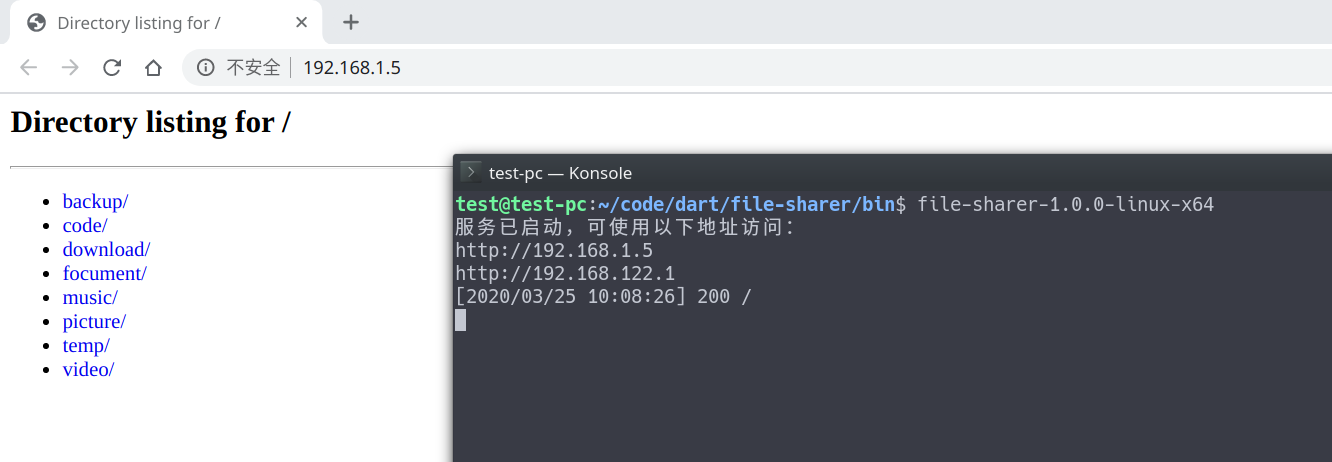 Directory listing for /
不安全 192.168.1.5
Directory listing for /
backup/
code/
download/
focument/
music/
picture/
temp/
video/
test-pc — Konsole
test@test-pc:~/code/dart/file-sharer/bin$ file-sharer-1.0.0-linux-x64
服务已启动，可使用以下地址访问：
http://192.168.1.5
http://192.168.122.1
[2020/03/25 10:08:26] 200 /